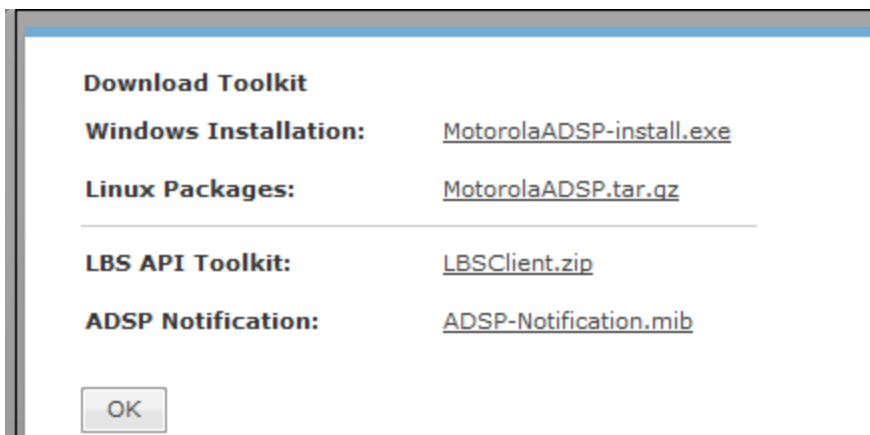 Download Toolkit
Windows Installation: MotorolaADSP-install.exe
Linux Packages: MotorolaADSP.tar.gz
LBS API Toolkit: LBSClient.zip
ADSP Notification: ADSP-Notification.mib
OK